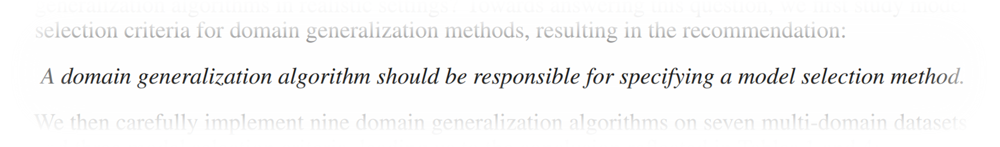 generalization algorithms in realistic settings? Towards answering this question, we first study
selection criteria for domain generalization methods, resulting in the recommendation:
A domain generalization algorithm should be responsible for specifying a model selection method.
We then carefully implement nine domain generalization algorithms on seven multi-domain datasets